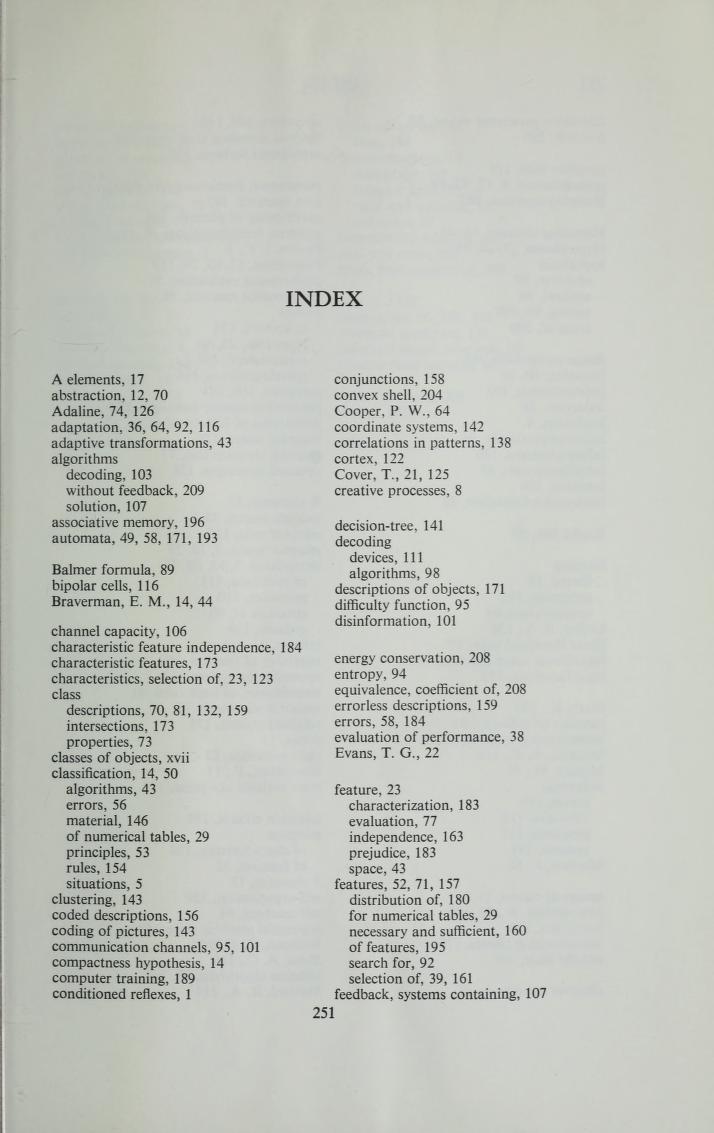 INDEX
A elements, 17
abstraction, 12, 70
Adaline, 74, 126
adaptation, 36, 64, 92, 116
adaptive transformations, 43
algorithms
decoding, 103
without feedback, 209
solution, 107
associative memory, 196
automata, 49, 58, 171, 193
Balmer formula, 89
bipolar cells, 116
Braverman, E. M., 14, 44
channel capacity, 106
characteristic feature independence, 184
characteristic features, 173
characteristics, selection of, 23, 123
class
descriptions, 70, 81, 132, 159
intersections, 173
properties, 73
classes of objects, xvii
classification, 14, 50
algorithms, 43
errors, 56
material, 146
of numerical tables, 29
principles, 53
rules, 154
situations, 5
clustering, 143
coded descriptions, 156
coding of pictures, 143
communication channels, 95, 101
compactness hypothesis, 14
computer training, 189
conditioned reflexes, 1
conjunctions, 158
convex shell, 204
Cooper, P. W., 64
coordinate systems, 142
correlations in patterns, 138
cortex, 122
Cover, T., 21, 125
creative processes, 8
decision-tree, 141
decoding
devices, 111
algorithms, 98
descriptions of objects, 171
difficulty function, 95
disinformation, 101
energy conservation, 208
entropy, 94
equivalence, coefficient of, 208
errorless descriptions, 159
errors, 58, 184
evaluation of performance, 38
Evans, T. G., 22
feature, 23
characterization, 183
evaluation, 77
independence, 163
prejudice, 183
space, 43
features, 52, 71, 157
distribution of, 180
for numerical tables, 29
necessary and sufficient, 160
of features, 195
search for, 92
selection of, 39, 161
feedback, systems containing, 107
251